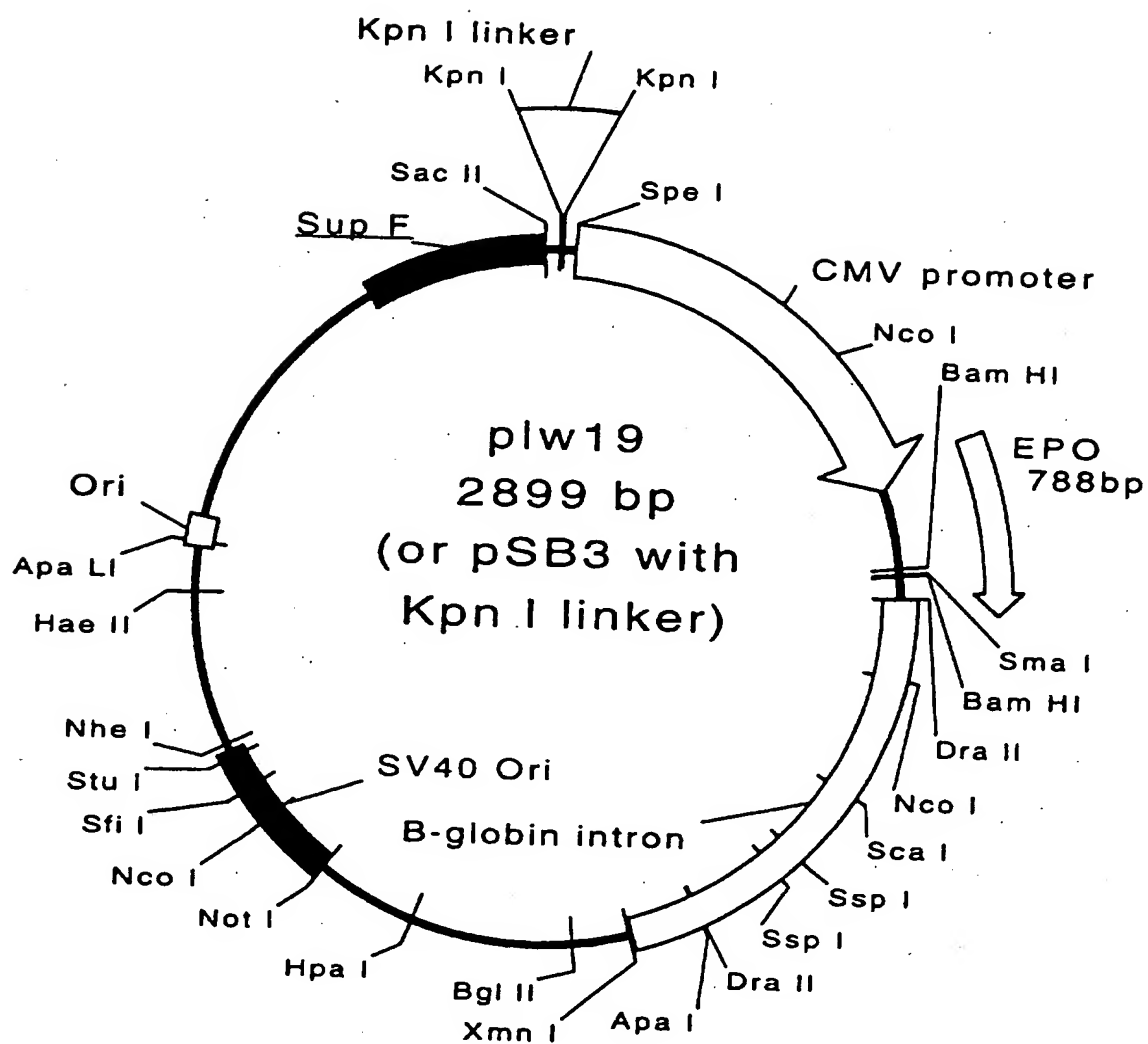 Kpn I linker
Kpn I
Kpn I
Sac II
Spe I
Sup F
CMV promoter
Nco I
Bam HI
EPO
788bp
plw19
2899 bp
(or pSB3 with
Kpn I linker)
Ori
Apa LI
Hae II
Sma I
Bam HI
Dra II
Nhe I
Stu I
Sfi I
Nco I
Not I
SV40 Ori
B-globin intron
Nco I
Sca I
Ssp I
Ssp I
Hpa I
Bgl II
Xmn I
Apa I
Dra II